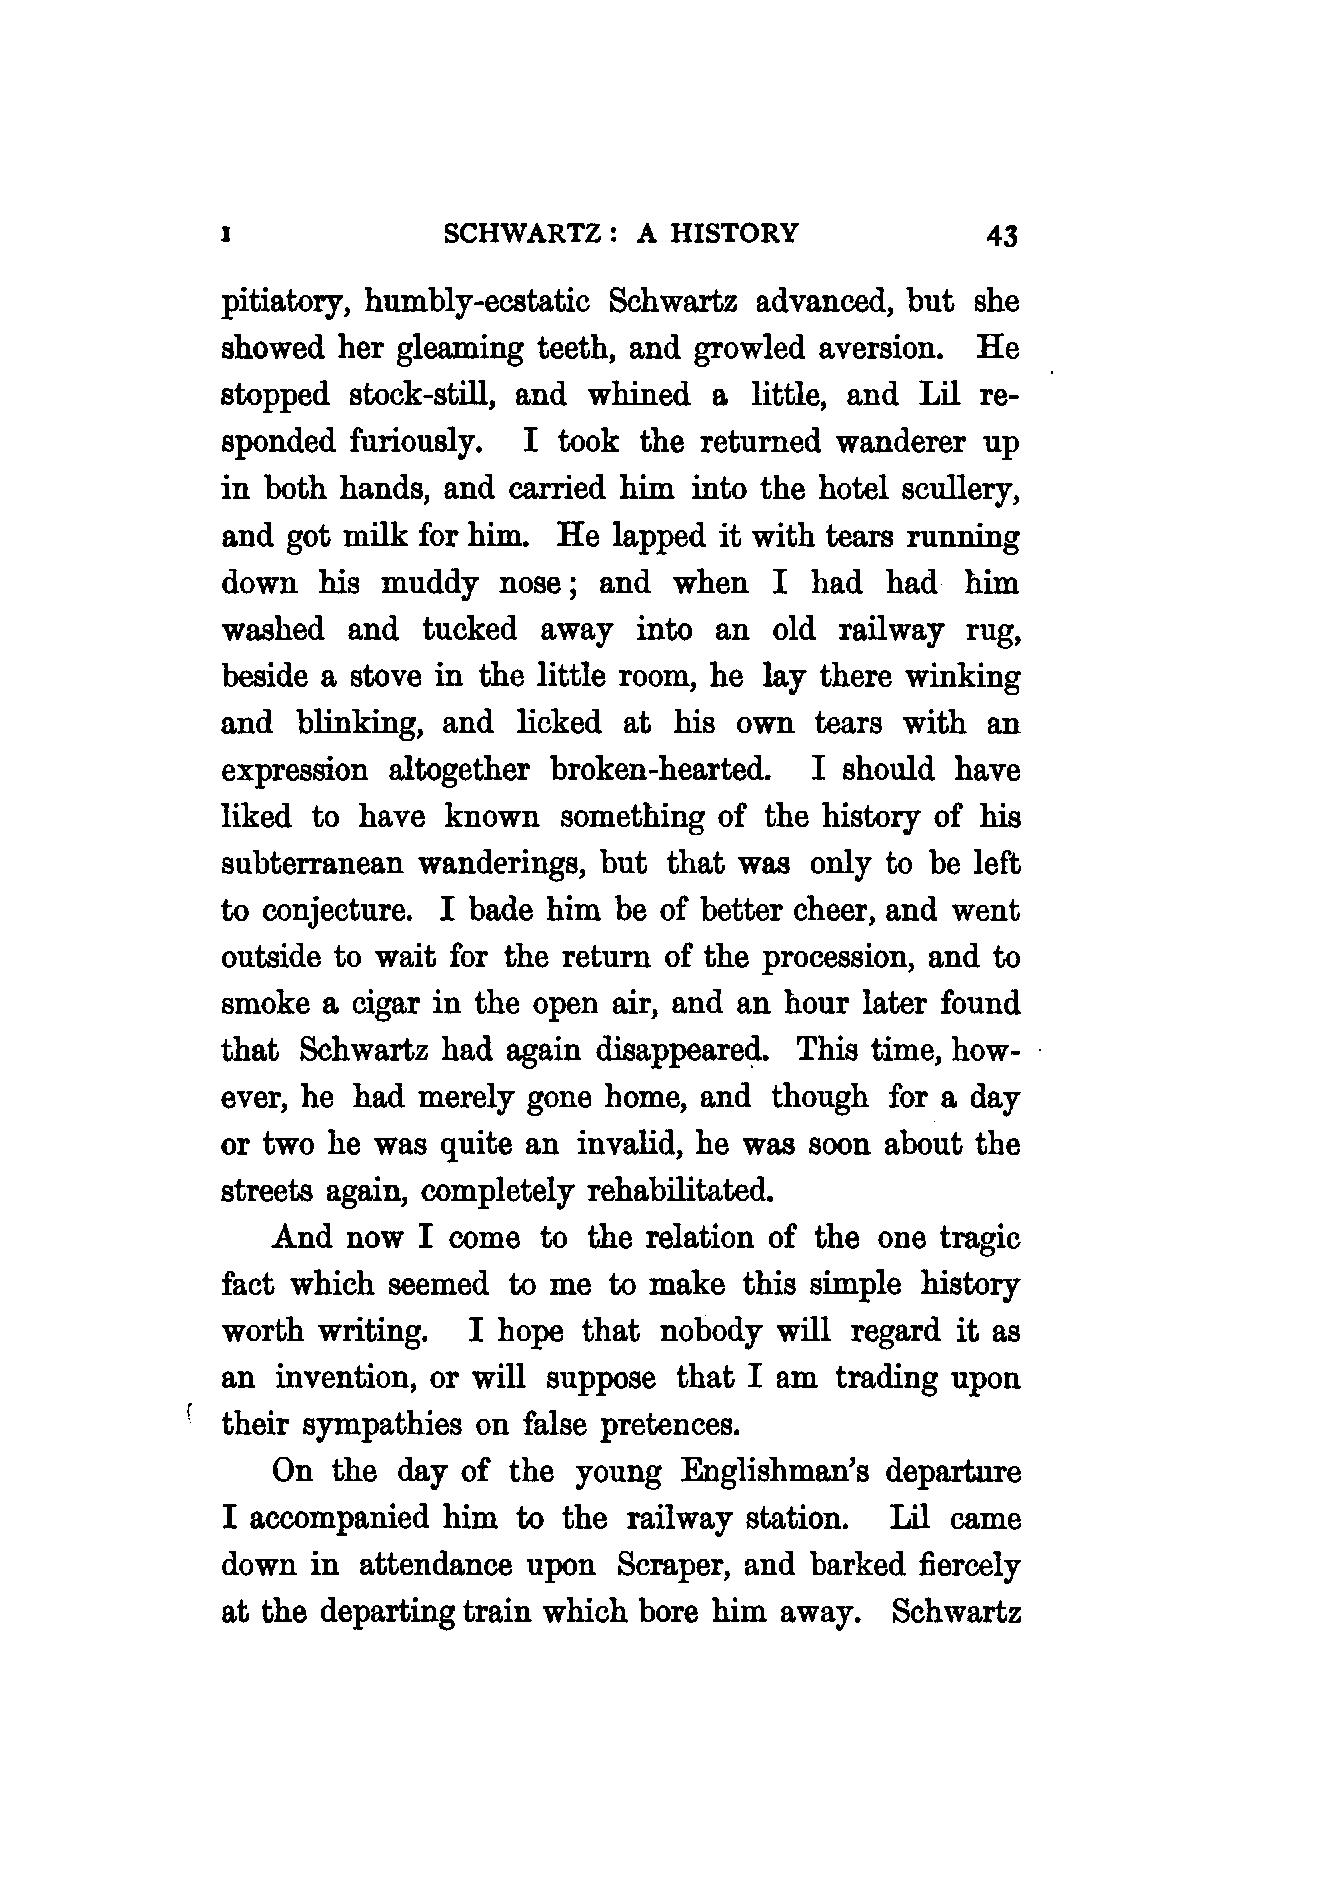 I SCHWARTZ: A HISTORY 43
pitiatory, humbly-ecstatic Schwartz advanced, but she
showed her gleaming teeth, and growled aversion. He
stopped stock-still, and whined a little, and Lil re-
sponded furiously. I took the returned wanderer up
in both hands, and carried him into the hotel scullery,
and got milk for him. He lapped it with tears running
down his muddy nose; and when I had had him
washed and tucked away into an old railway rug,
beside a stove in the little room, he lay there winking
and blinking, and licked at his own tears with an
expression altogether broken-hearted. I should have
liked to have known something of the history of his
subterranean wanderings, but that was only to be left
to conjecture. I bade him be of better cheer, and went
outside to wait for the return of the procession, and to
smoke a cigar in the open air, and an hour later found
that Schwartz had again disappeared. This time, how-
ever, he had merely gone home, and though for a day
or two he was quite an invalid, he was soon about the
streets again, completely rehabilitated.
And now I come to the relation of the one tragic
fact which seemed to me to make this simple history
worth writing. I hope that nobody will regard it as
an invention, or will suppose that I am trading upon
their sympathies on false pretences.
On the day of the young Englishman's departure
I accompanied him to the railway station. Lil came
down in attendance upon Scraper, and barked fiercely
at the departing train which bore him away. Schwartz